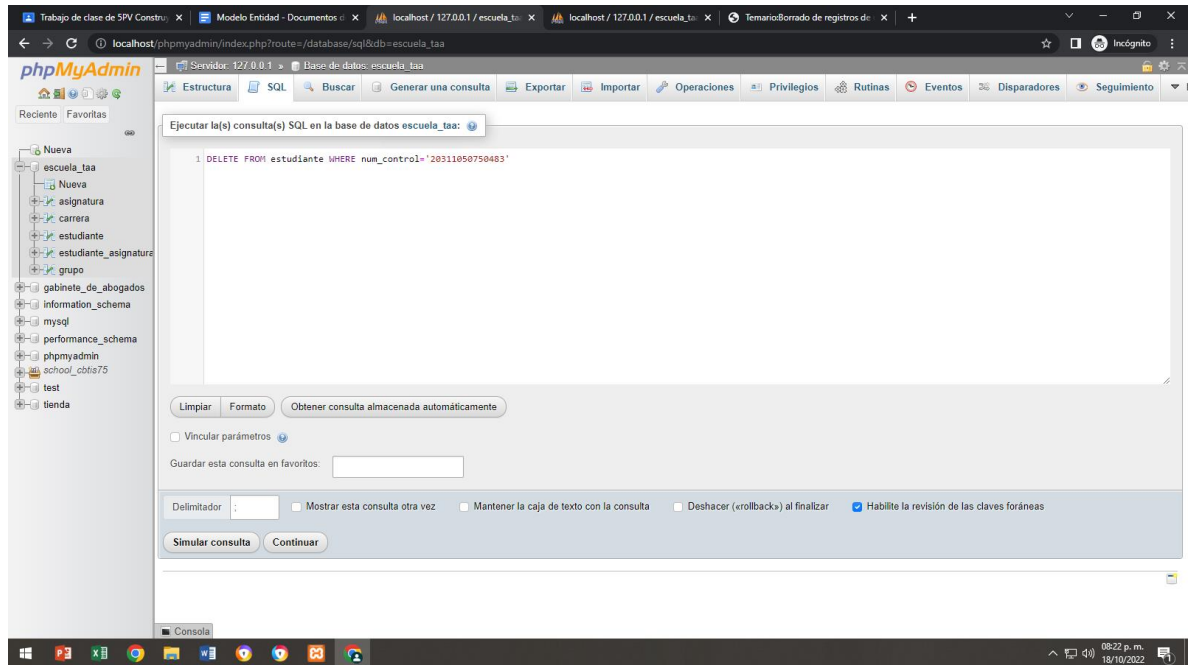 Trabajo de clase de 5PV Constru
Modelo Entidad - Documentos d
localhost / 127.0.0.1 / escuela_ta
localhost / 127.0.0.1 / escuela_ta
Temario:Borrado de registros de
localhost/phpmyadmin/index.php?route=/database/sql&db=escuela_taa
Incógnito
phpMyAdmin
Servidor: 127.0.0.1 » Base de datos: escuela_taa
Estructura SQL Buscar Generar una consulta Exportar Importar Operaciones Privilegios Rutinas Eventos Disparadores Seguimiento
Reciente Favoritas
Nueva
escuela_taa
Nueva
asignatura
carrera
estudiante
estudiante_asignatura
grupo
gabinete_de_abogados
information_schema
mysql
performance_schema
phpmyadmin
school_cbtis75
test
tienda
Ejecutar la(s) consulta(s) SQL en la base de datos escuela_taa:
1 DELETE FROM estudiante WHERE num_control='20311050750483'
Limpiar Formato Obtener consulta almacenada automáticamente
Vincular parámetros
Guardar esta consulta en favoritos:
Delimitador ; Mostrar esta consulta otra vez Mantener la caja de texto con la consulta Deshacer («rollback») al finalizar Habilite la revisión de las claves foráneas
Simular consulta Continuar
Consola
08:22 p. m.
18/10/2022